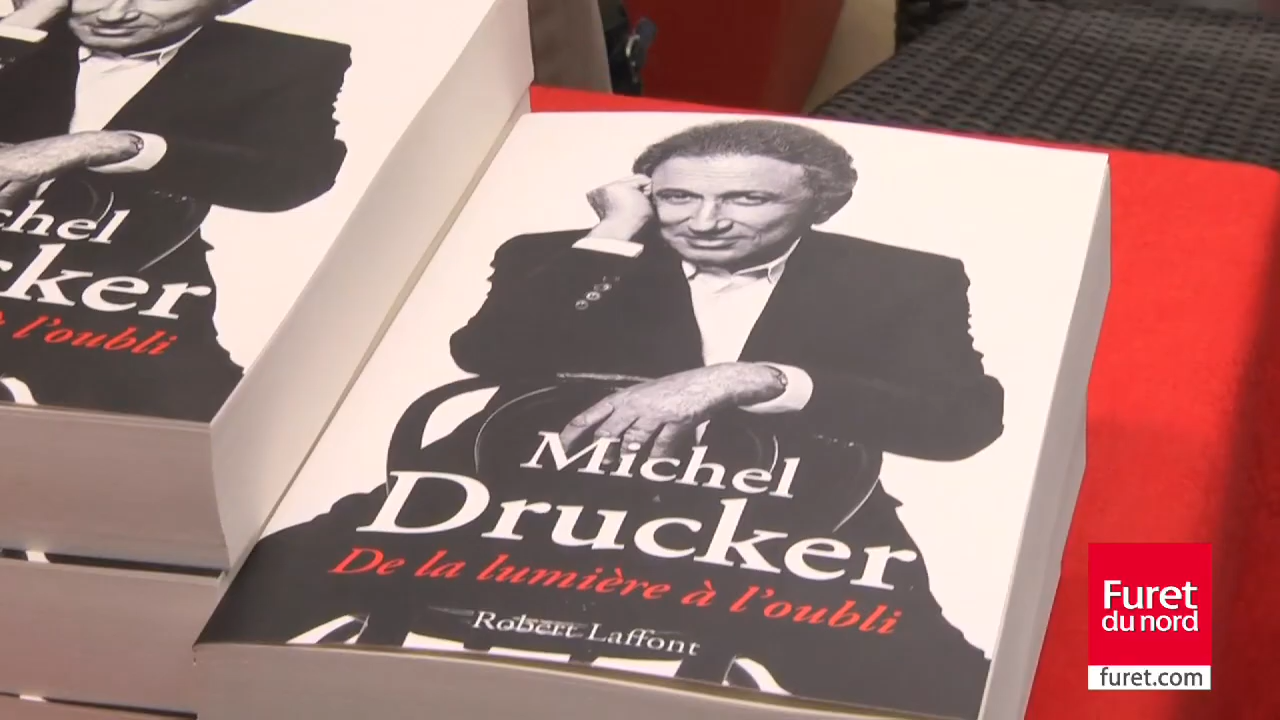 chel
cker
à l'oubli
Michel
Drucker
De la lumière à l'oubli
Robert Laffont
Furet
du nord
furet.com